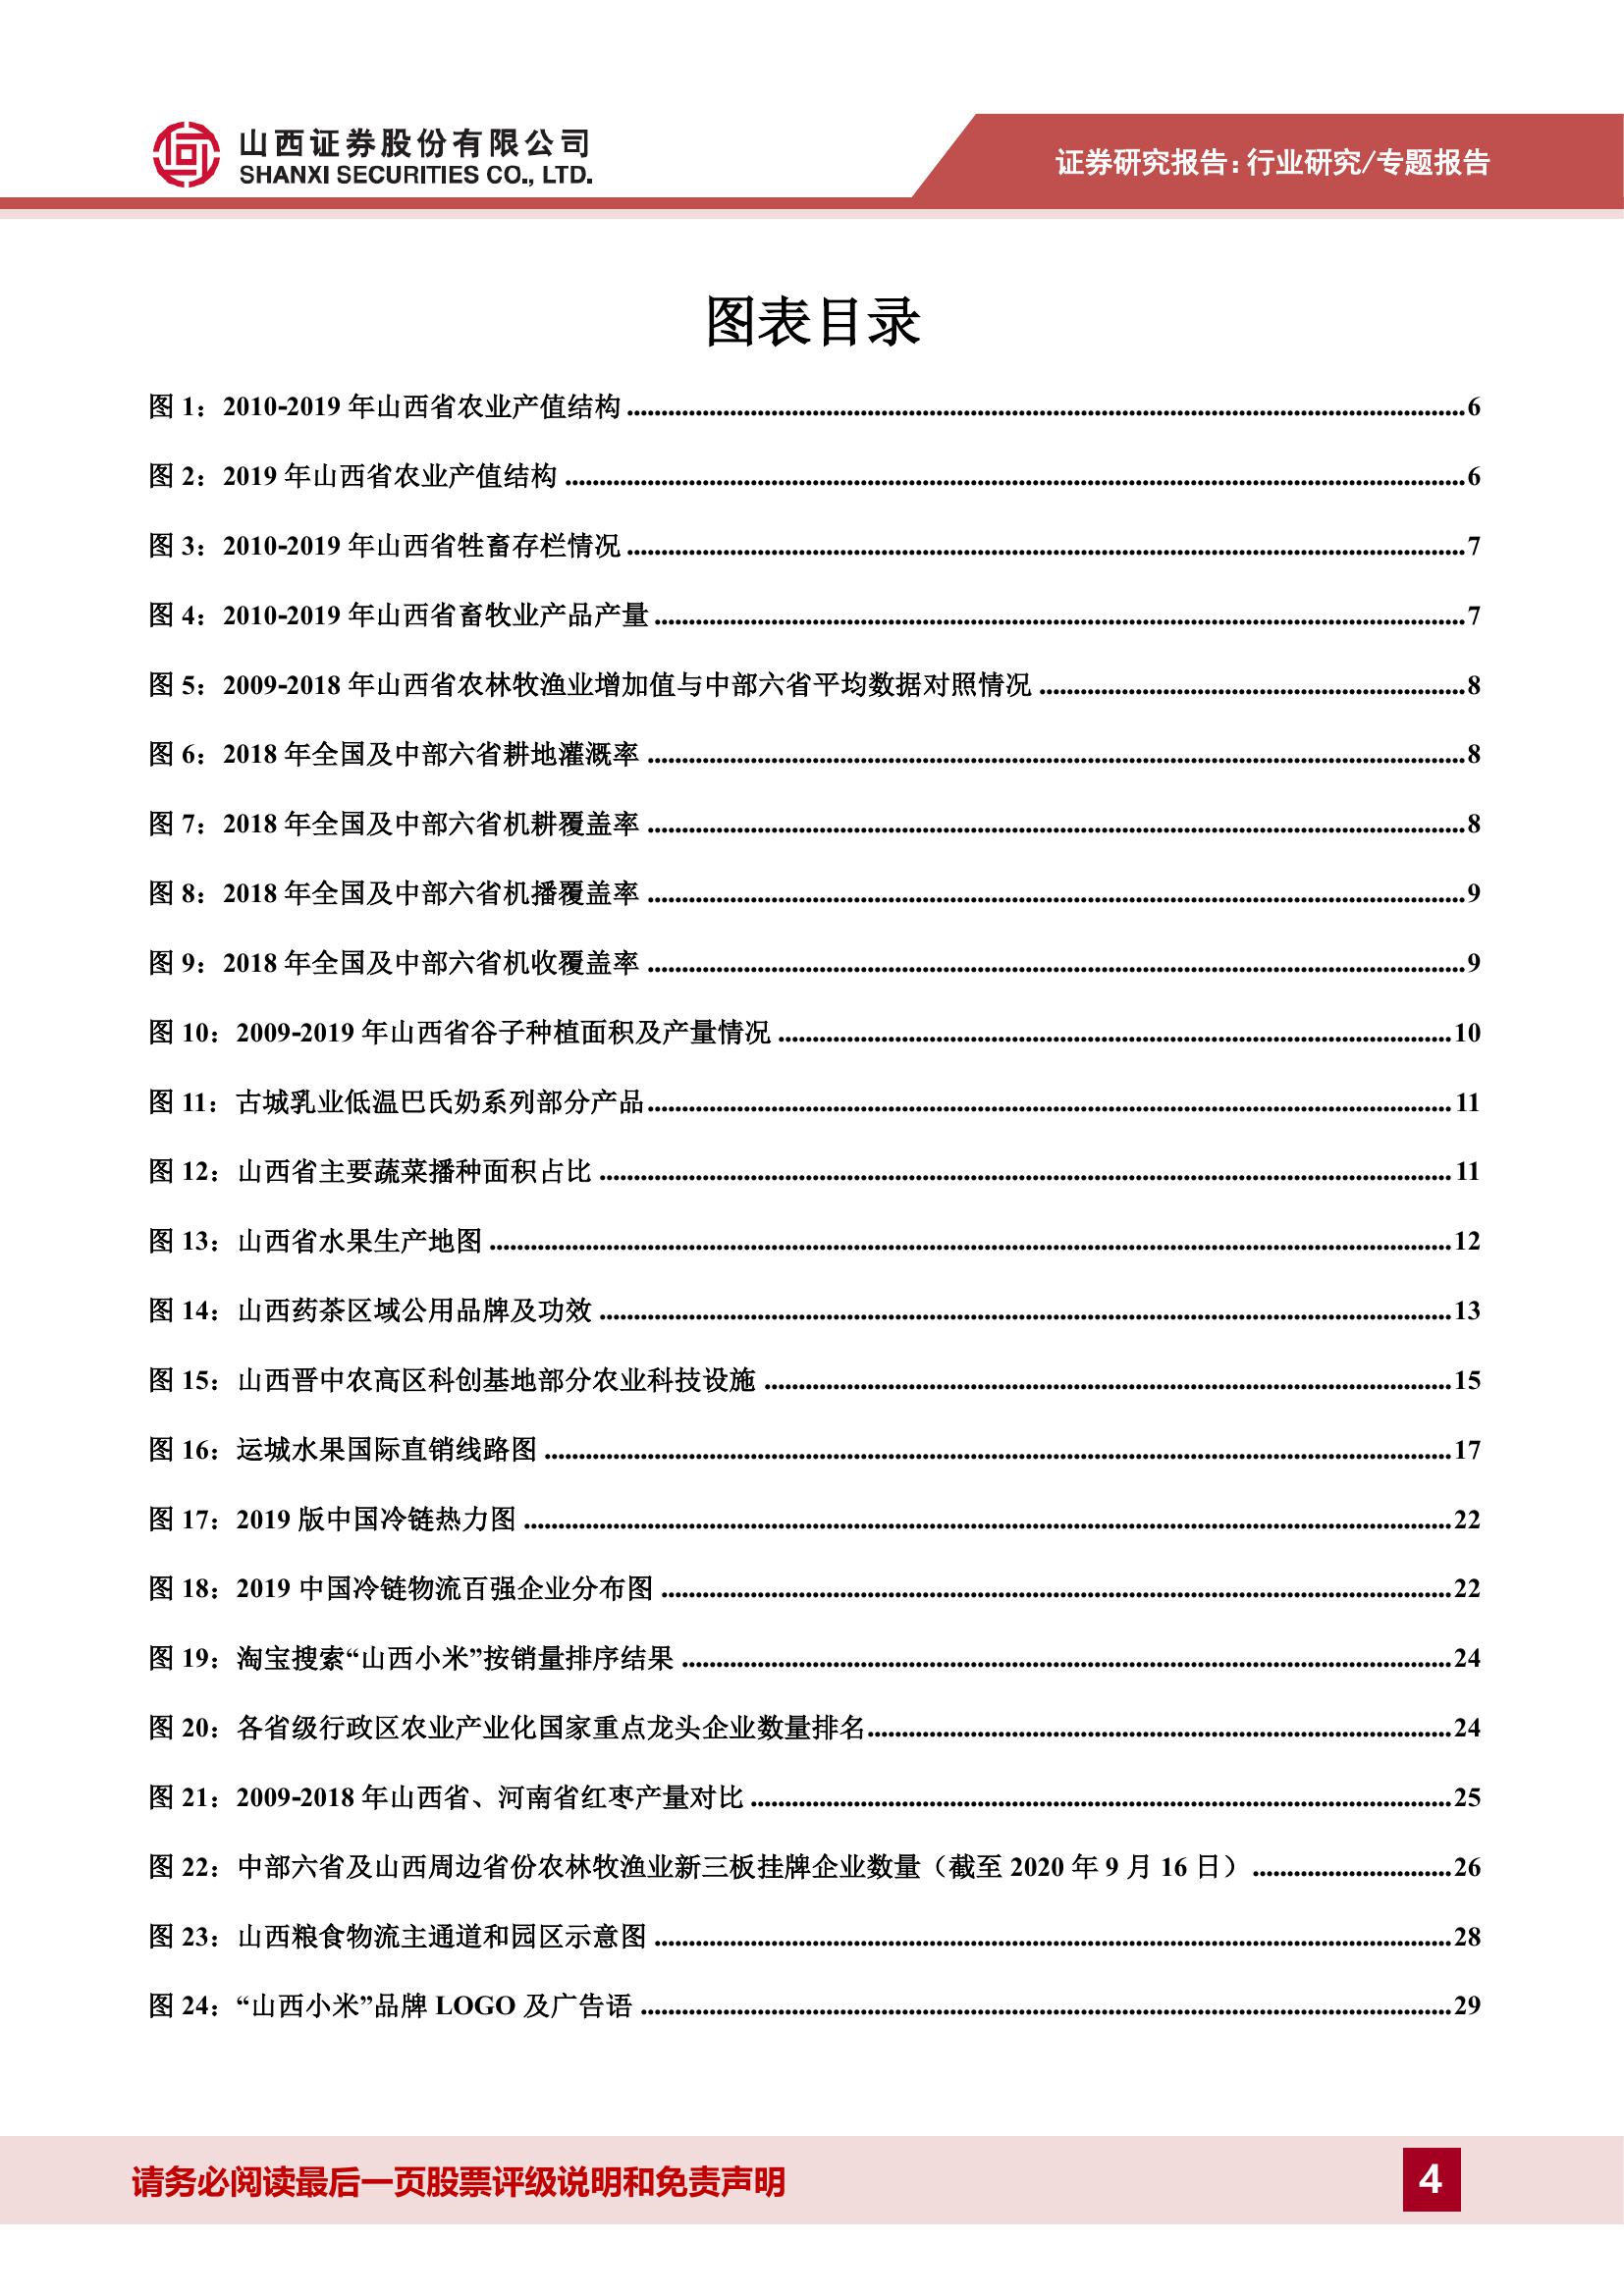 山西证券股份有限公司
SHANXI SECURITIES CO., LTD.
证券研究报告：行业研究/专题报告
图表目录
图 1：2010-2019 年山西省农业产值结构 6
图 2：2019 年山西省农业产值结构 6
图 3：2010-2019 年山西省牲畜存栏情况 7
图 4：2010-2019 年山西省畜牧业产品产量 7
图 5：2009-2018 年山西省农林牧渔业增加值与中部六省平均数据对照情况 8
图 6：2018 年全国及中部六省耕地灌溉率 8
图 7：2018 年全国及中部六省机耕覆盖率 8
图 8：2018 年全国及中部六省机播覆盖率 9
图 9：2018 年全国及中部六省机收覆盖率 9
图 10：2009-2019 年山西省谷子种植面积及产量情况 10
图 11：古城乳业低温巴氏奶系列部分产品 11
图 12：山西省主要蔬菜播种面积占比 11
图 13：山西省水果生产地图 12
图 14：山西药茶区域公用品牌及功效 13
图 15：山西晋中农高区科创基地部分农业科技设施 15
图 16：运城水果国际直销线路图 17
图 17：2019 版中国冷链热力图 22
图 18：2019 中国冷链物流百强企业分布图 22
图 19：淘宝搜索“山西小米”按销量排序结果 24
图 20：各省级行政区农业产业化国家重点龙头企业数量排名 24
图 21：2009-2018 年山西省、河南省红枣产量对比 25
图 22：中部六省及山西周边省份农林牧渔业新三板挂牌企业数量（截至 2020 年 9 月 16 日） 26
图 23：山西粮食物流主通道和园区示意图 28
图 24：“山西小米”品牌 LOGO 及广告语 29
请务必阅读最后一页股票评级说明和免责声明
4